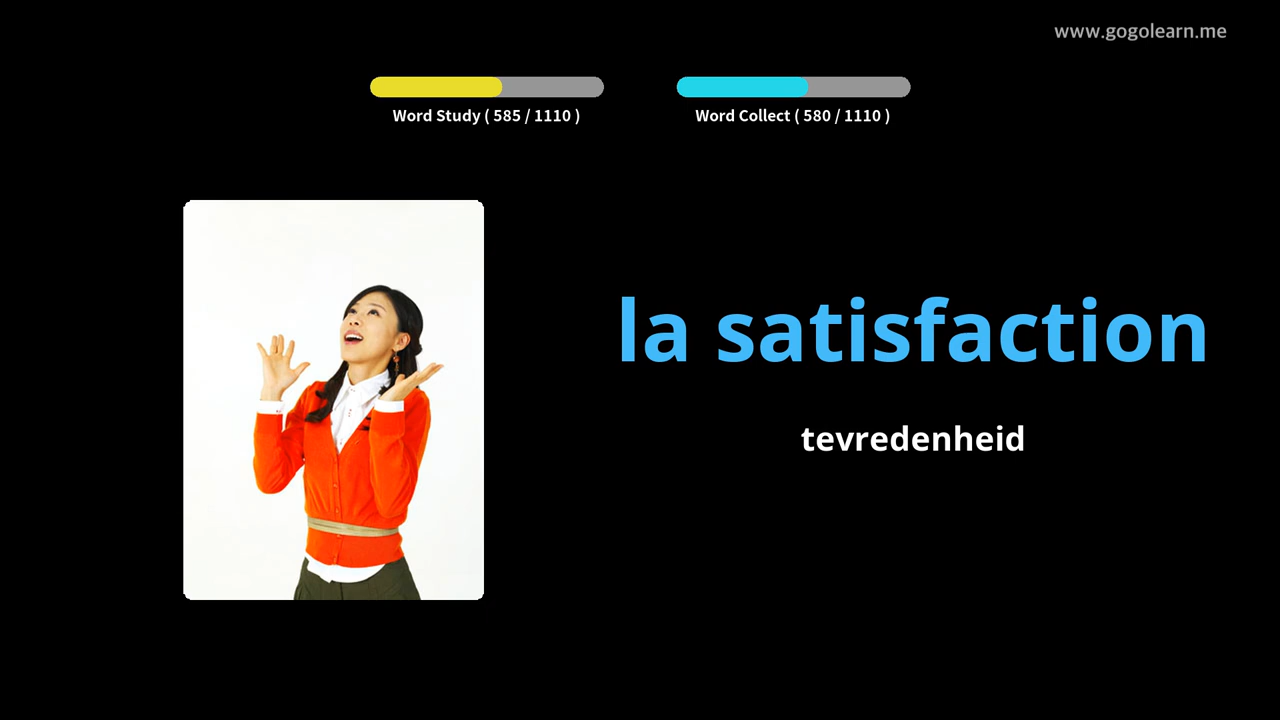 www.gogolearn.me
Word Study ( 585 / 1110 )
Word Collect ( 580 / 1110 )
la satisfaction
tevredenheid